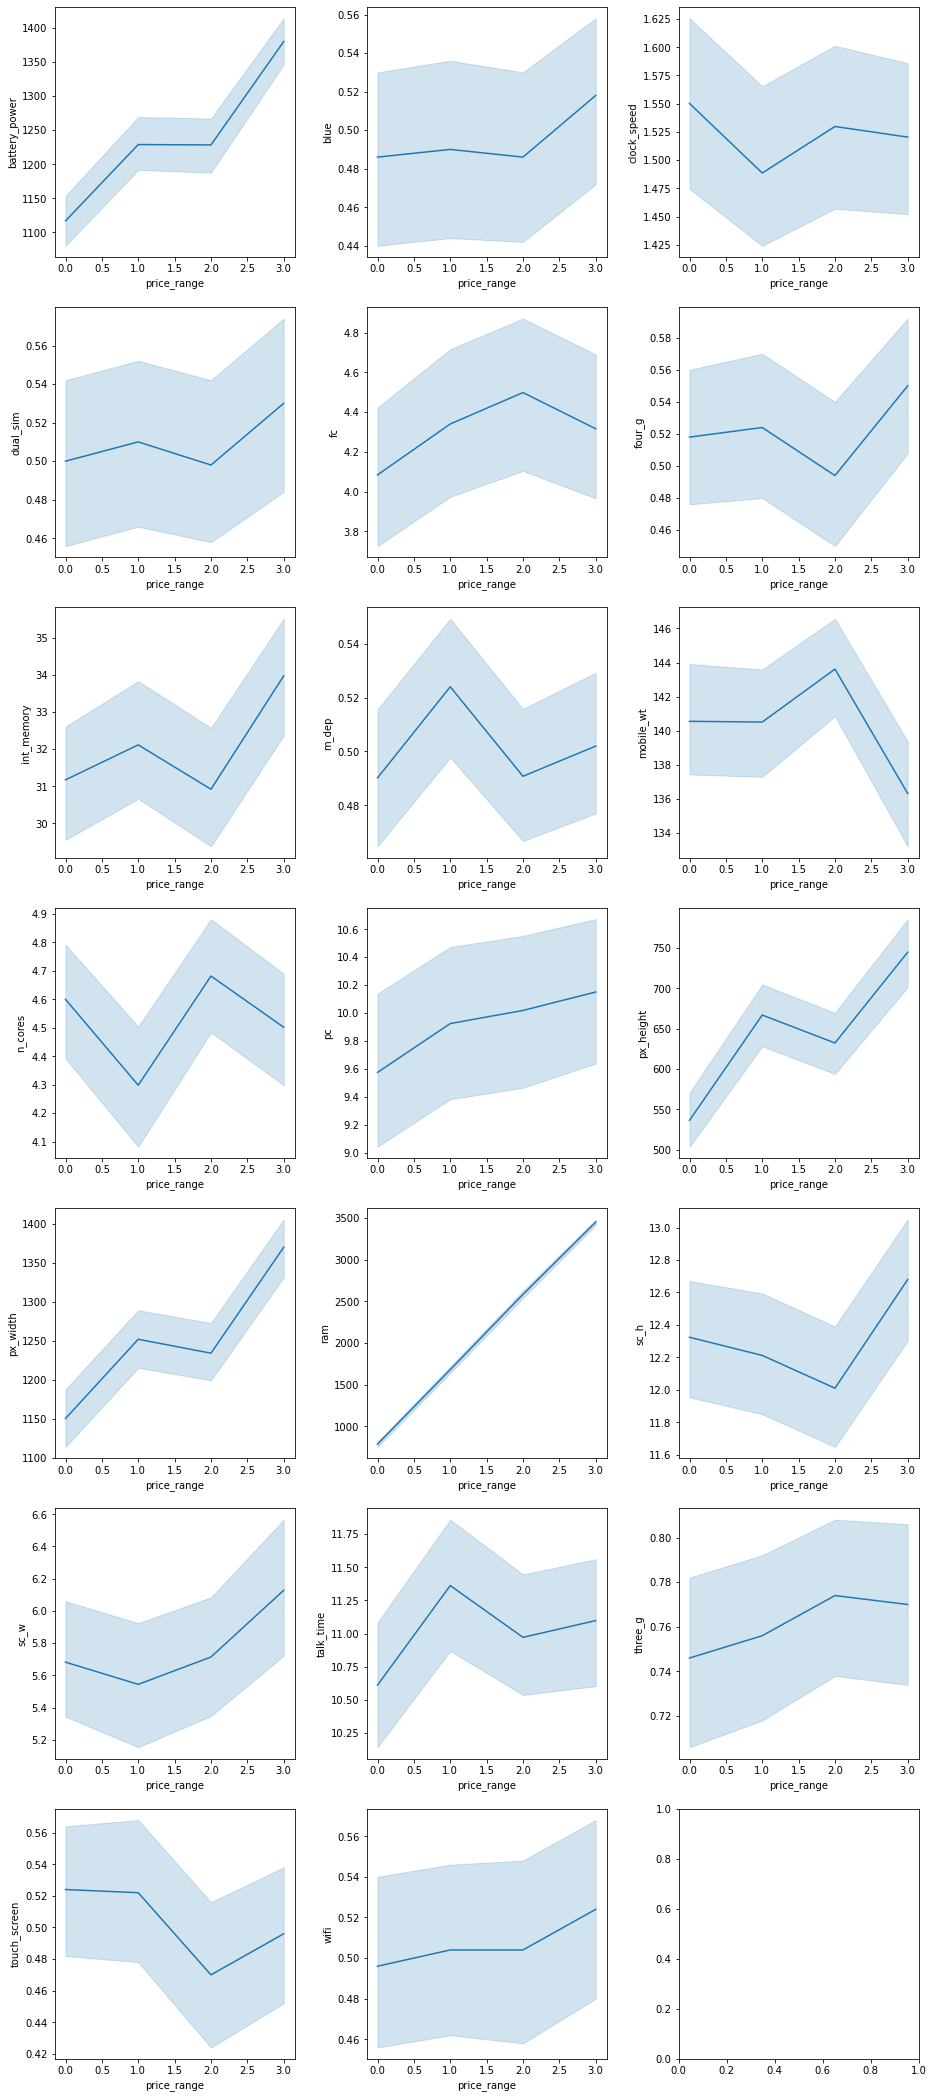 1400
1350
1300
1250
1200
1150
1100
battery_power
0.0 0.5 1.0 1.5 2.0 2.5 3.0
price_range
0.56
0.54
0.52
0.50
0.48
0.46
0.44
blue
0.0 0.5 1.0 1.5 2.0 2.5 3.0
price_range
1.625
1.600
1.575
1.550
1.525
1.500
1.475
1.450
1.425
clock_speed
0.0 0.5 1.0 1.5 2.0 2.5 3.0
price_range
0.56
0.54
0.52
0.50
0.48
0.46
dual_sim
0.0 0.5 1.0 1.5 2.0 2.5 3.0
price_range
4.8
4.6
4.4
4.2
4.0
3.8
fc
0.0 0.5 1.0 1.5 2.0 2.5 3.0
price_range
0.58
0.56
0.54
0.52
0.50
0.48
0.46
four_g
0.0 0.5 1.0 1.5 2.0 2.5 3.0
price_range
35
34
33
32
31
30
int_memory
0.0 0.5 1.0 1.5 2.0 2.5 3.0
price_range
0.54
0.52
0.50
0.48
m_dep
0.0 0.5 1.0 1.5 2.0 2.5 3.0
price_range
146
144
142
140
138
136
134
mobile_wt
0.0 0.5 1.0 1.5 2.0 2.5 3.0
price_range
4.9
4.8
4.7
4.6
4.5
4.4
4.3
4.2
4.1
n_cores
0.0 0.5 1.0 1.5 2.0 2.5 3.0
price_range
10.6
10.4
10.2
10.0
9.8
9.6
9.4
9.2
9.0
pc
0.0 0.5 1.0 1.5 2.0 2.5 3.0
price_range
750
700
650
600
550
500
px_height
0.0 0.5 1.0 1.5 2.0 2.5 3.0
price_range
1400
1350
1300
1250
1200
1150
1100
px_width
0.0 0.5 1.0 1.5 2.0 2.5 3.0
price_range
3500
3000
2500
2000
1500
1000
ram
0.0 0.5 1.0 1.5 2.0 2.5 3.0
price_range
13.0
12.8
12.6
12.4
12.2
12.0
11.8
11.6
sc_h
0.0 0.5 1.0 1.5 2.0 2.5 3.0
price_range
6.6
6.4
6.2
6.0
5.8
5.6
5.4
5.2
sc_w
0.0 0.5 1.0 1.5 2.0 2.5 3.0
price_range
11.75
11.50
11.25
11.00
10.75
10.50
10.25
talk_time
0.0 0.5 1.0 1.5 2.0 2.5 3.0
price_range
0.80
0.78
0.76
0.74
0.72
three_g
0.0 0.5 1.0 1.5 2.0 2.5 3.0
price_range
0.56
0.54
0.52
0.50
0.48
0.46
0.44
0.42
touch_screen
0.0 0.5 1.0 1.5 2.0 2.5 3.0
price_range
0.56
0.54
0.52
0.50
0.48
0.46
wifi
0.0 0.5 1.0 1.5 2.0 2.5 3.0
price_range
1.0
0.8
0.6
0.4
0.2
0.0
0.0 0.2 0.4 0.6 0.8 1.0